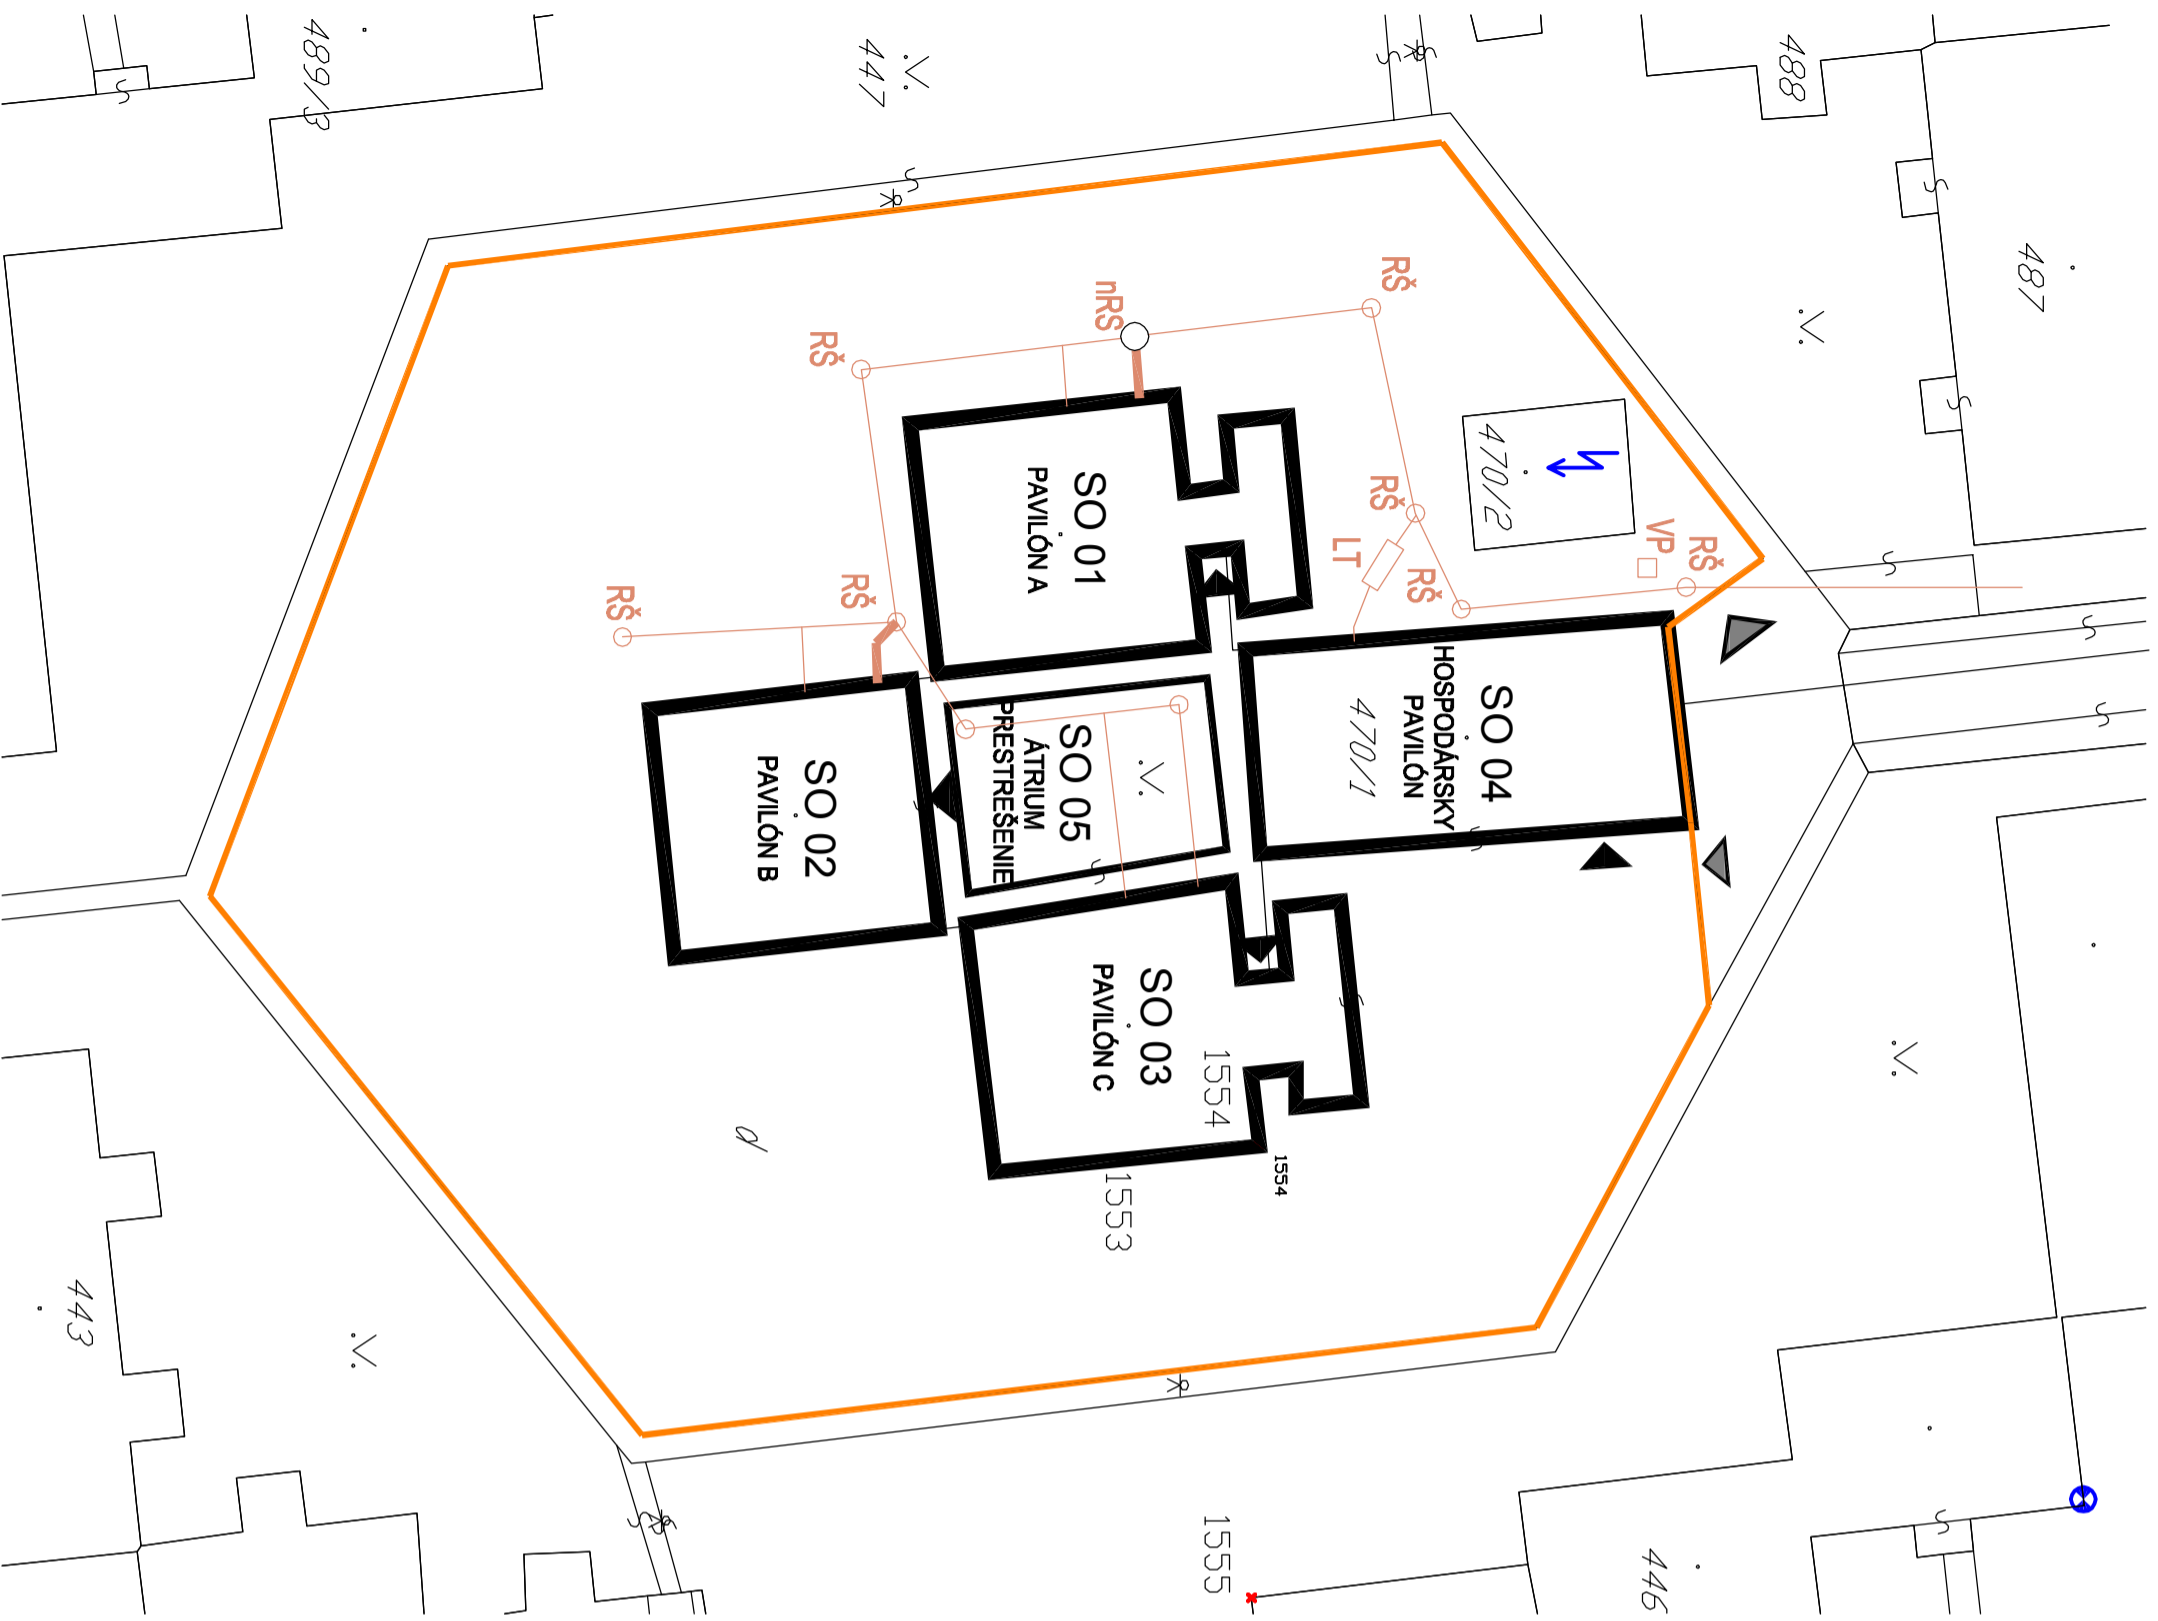 488
487
489/3
447
RŠ
nRŠ
RŠ
470/2
RŠ
LT
RŠ
VP
RŠ
SO 01
PAVILÓN A
RŠ
RŠ
SO 04
HOSPODÁRSKY
PAVILÓN
470/1
SO 05
ÁTRIUM
PRESTREŠENIE
SO 02
PAVILÓN B
SO 03
PAVILÓN C
1554
1554
1553
443
1555
446